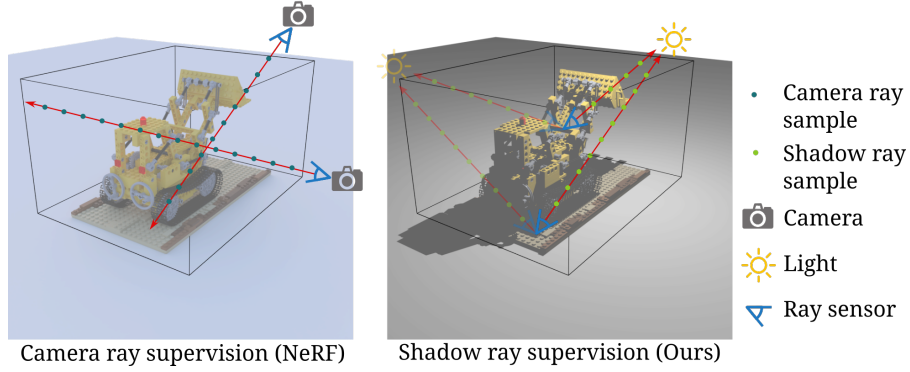 Camera ray
sample
Shadow ray
sample
Camera
Light
Ray sensor
Camera ray supervision (NeRF)
Shadow ray supervision (Ours)